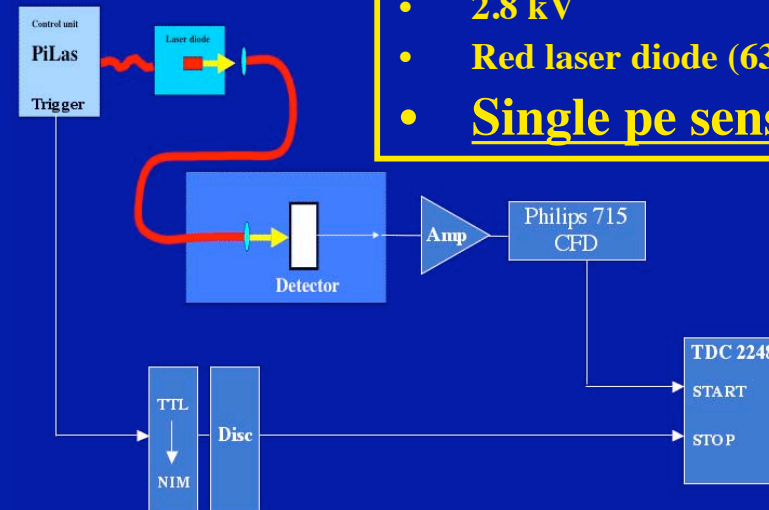 Control unit
PiLas
Trigger
Laser diode
• 2.8 kV
• Red laser diode (63
• Single pe sens
Detector
Amp
Philips 715
CFD
TDC 2248
START
STOP
TTL
NIM
Disc